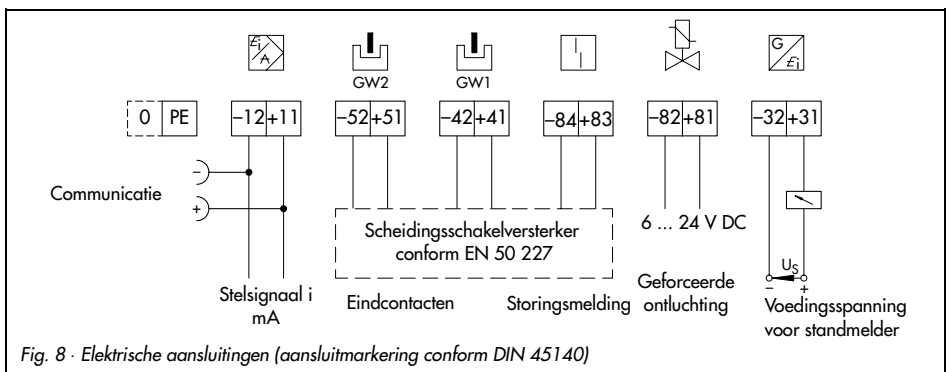 Ɛi A G Ɛi
GW2 GW1
0 PE −12 +11 −52 +51 −42 +41 −84 +83 −82 +81 −32 +31
−
Communicatie
+
Scheidingsschakelversterker
conform EN 50 227
6 ... 24 V DC
US
− +
Stelsignaal i
mA
Eindcontacten
Storingsmelding
Geforceerde
ontluchting
Voedingsspanning
voor standmelder
Fig. 8 · Elektrische aansluitingen (aansluitmarkering conform DIN 45140)